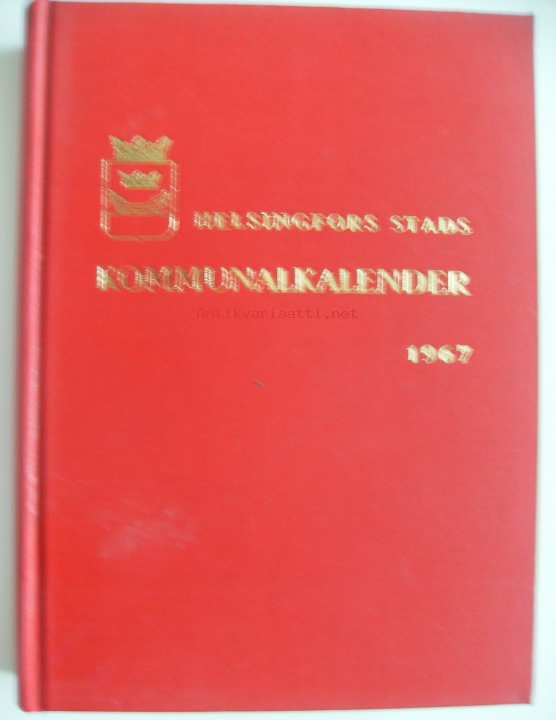 HELSINGFORS STADS
KOMMUNALKALENDER
Antikvariaatti.net
1967